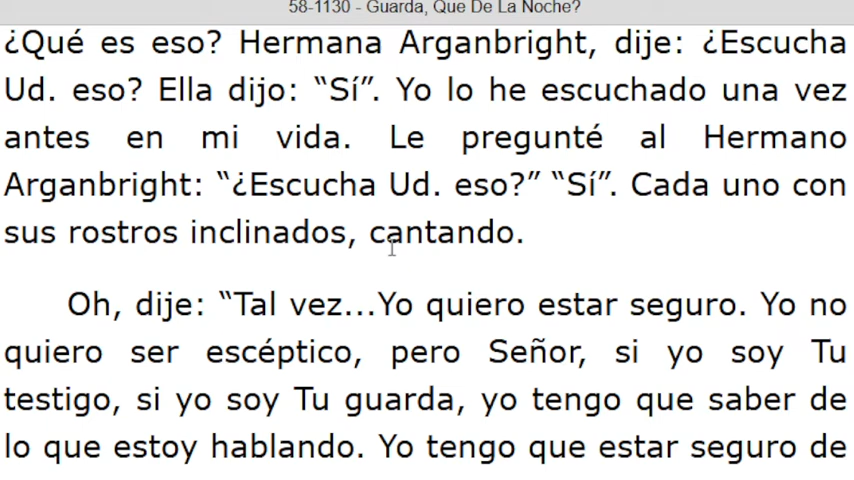 58-1130 - Guarda, Que De La Noche?
¿Qué es eso? Hermana Arganbright, dije: ¿Escucha
Ud. eso? Ella dijo: “Sí”. Yo lo he escuchado una vez
antes en mi vida. Le pregunté al Hermano
Arganbright: “¿Escucha Ud. eso?” “Sí”. Cada uno con
sus rostros inclinados, cantando.
Oh, dije: “Tal vez...Yo quiero estar seguro. Yo no
quiero ser escéptico, pero Señor, si yo soy Tu
testigo, si yo soy Tu guarda, yo tengo que saber de
lo que estoy hablando. Yo tengo que estar seguro de